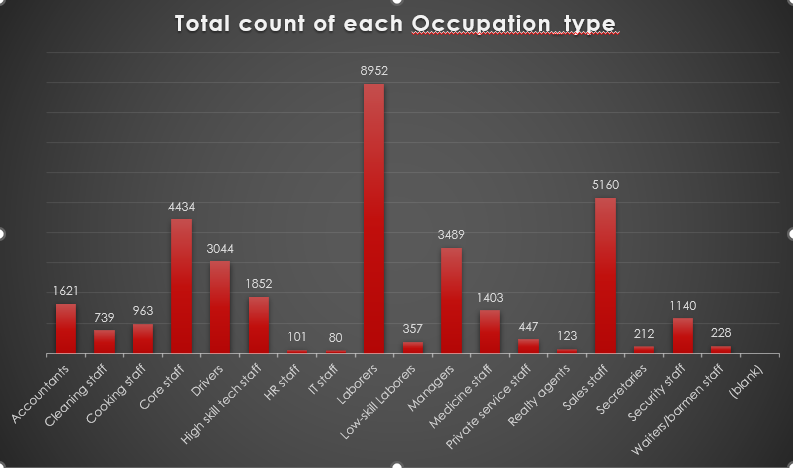 Total count of each Occupation_type
8952
5160
4434
3489
3044
1852
1621
1403
1140
963
739
447
357
228
212
123
101
80
Accountants
Cleaning staff
Cooking staff
Core staff
Drivers
High skill tech staff
HR staff
IT staff
Laborers
Low-skill Laborers
Managers
Medicine staff
Private service staff
Realty agents
Sales staff
Secretaries
Security staff
Waiters/barmen staff
(blank)